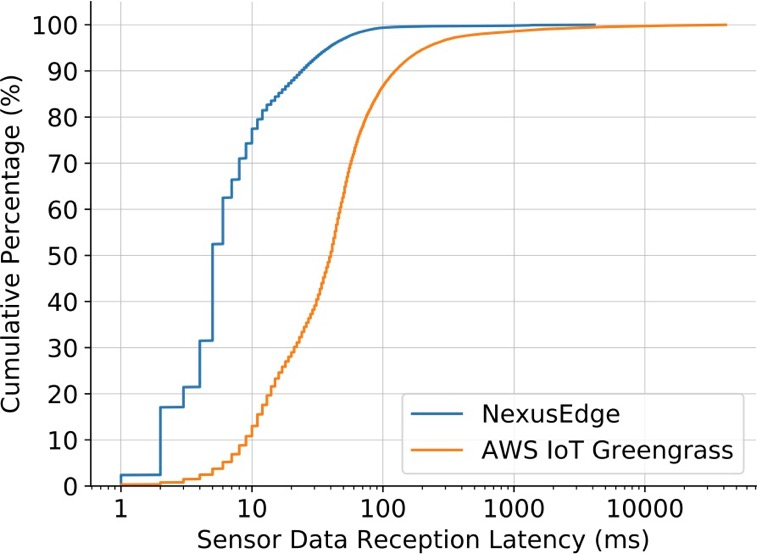 Cumulative Percentage (%)
100
90
80
70
60
50
40
30
20
10
0
NexusEdge
AWS IoT Greengrass
1 10 100 1000 10000
Sensor Data Reception Latency (ms)